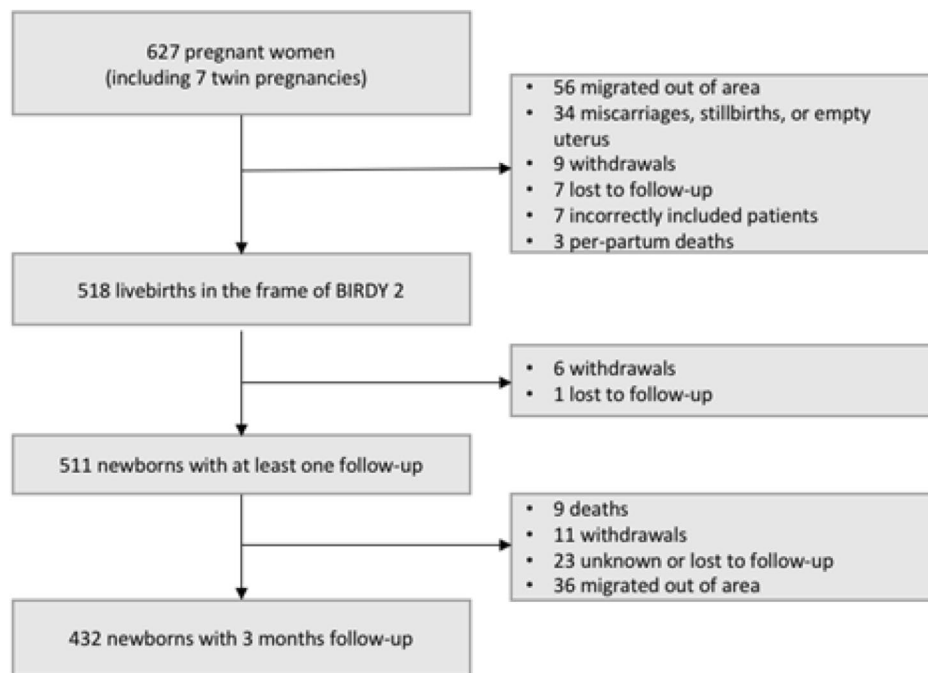 627 pregnant women
(including 7 twin pregnancies)
• 56 migrated out of area
• 34 miscarriages, stillbirths, or empty
uterus
• 9 withdrawals
• 7 lost to follow-up
• 7 incorrectly included patients
• 3 per-partum deaths
518 livebirths in the frame of BIRDY 2
• 6 withdrawals
• 1 lost to follow-up
511 newborns with at least one follow-up
• 9 deaths
• 11 withdrawals
• 23 unknown or lost to follow-up
• 36 migrated out of area
432 newborns with 3 months follow-up